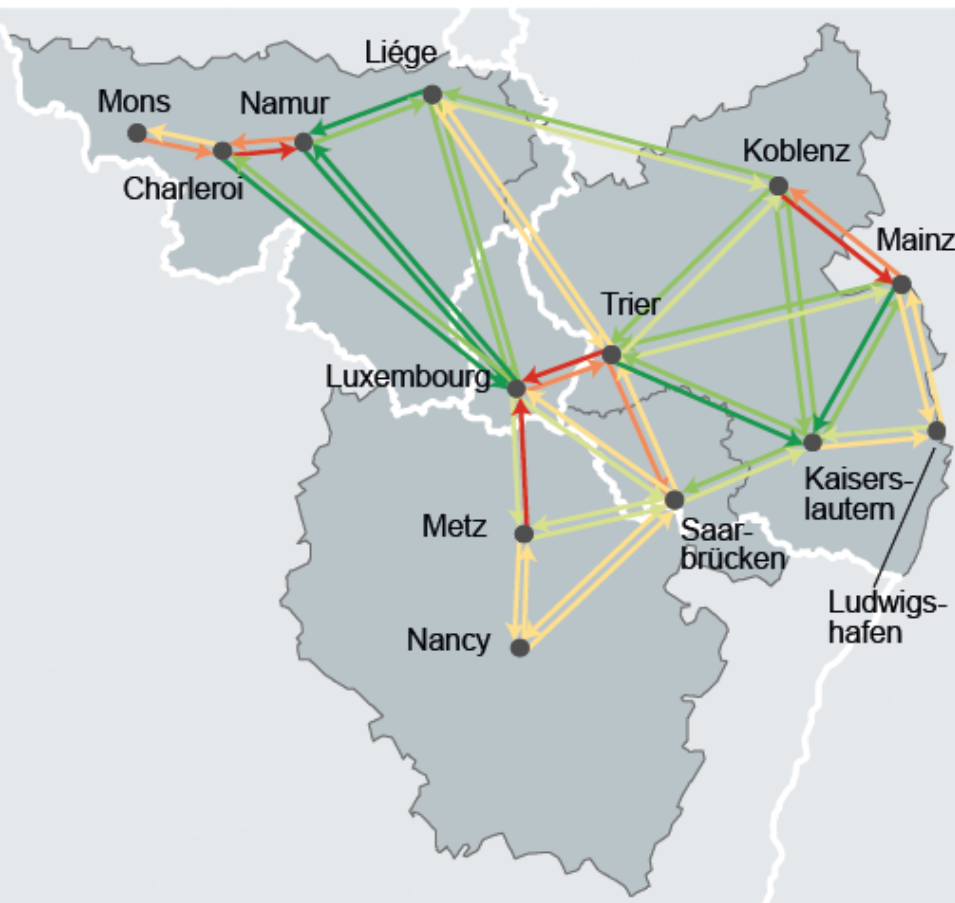 Liége
Mons
Namur
Charleroi
Koblenz
Mainz
Trier
Luxembourg
Kaisers-
lautern
Metz
Saar-
brücken
Ludwigs-
hafen
Nancy